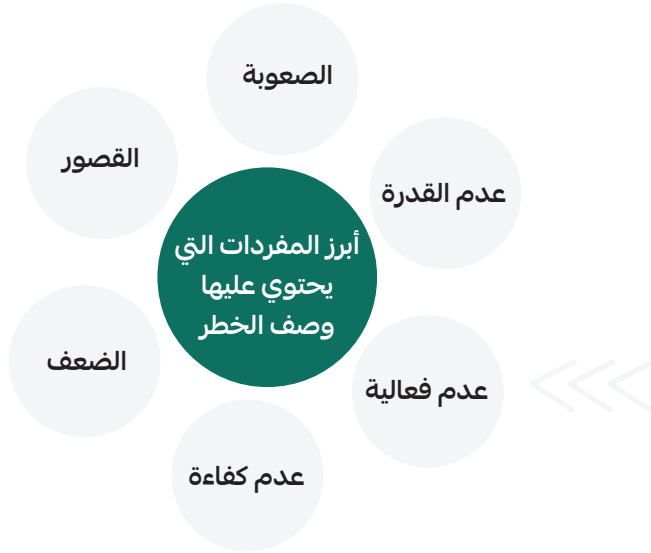 الصعوبة
عدم القدرة
القصور
أبرز المفردات التي
يحتوي عليها
وصف الخطر
الضعف
عدم فعالية
عدم كفاءة